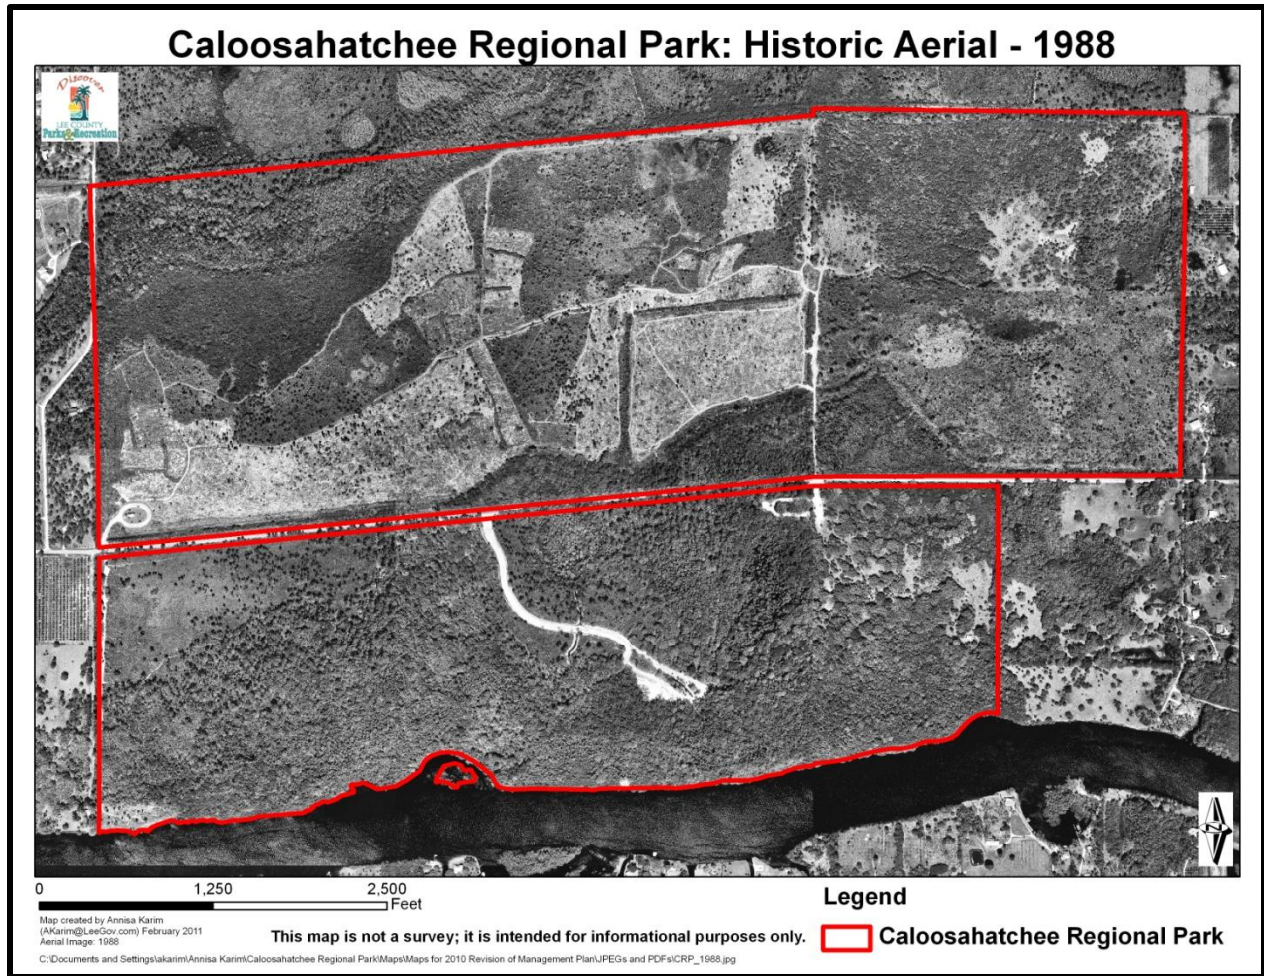 Caloosahatchee Regional Park: Historic Aerial - 1988
Discover
LEE COUNTY
Parks & Recreation
N
0 1,250 2,500
Feet
Map created by Annisa Karim
(AKarim@LeeGov.com) February 2011
Aerial Image: 1988
This map is not a survey; it is intended for informational purposes only.
Legend
Caloosahatchee Regional Park
C:\Documents and Settings\akarim\Annisa Karim\Caloosahatchee Regional Park\Maps\Maps for 2010 Revision of Management Plan\JPEGs and PDFs\CRP_1988.jpg